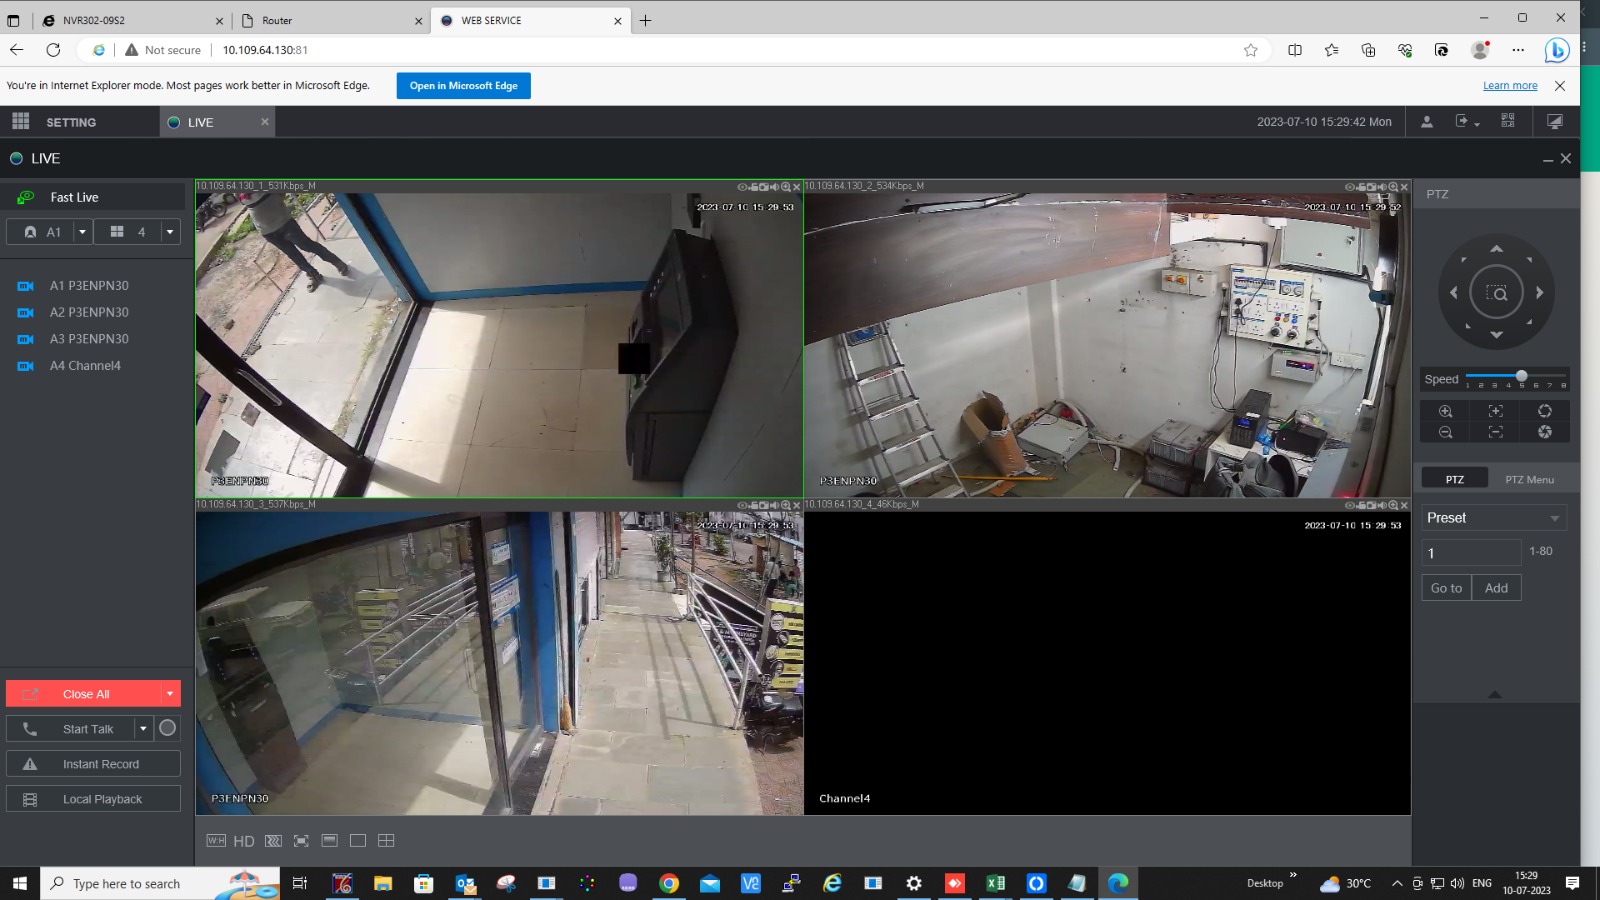 NVR302-09S2
Router
WEB SERVICE
Not secure
10.109.64.130:81
You're in Internet Explorer mode. Most pages work better in Microsoft Edge.
Open in Microsoft Edge
Learn more
SETTING
LIVE
2023-07-10 15:29:42 Mon
LIVE
Fast Live
A1
4
A1 P3ENPN30
A2 P3ENPN30
A3 P3ENPN30
A4 Channel4
Close All
Start Talk
Instant Record
Local Playback
10.109.64.130_1_531Kbps_M
2023-07-10 15:29:53
P3ENPN30
10.109.64.130_2_534Kbps_M
2023-07-10 15:29:52
P3ENPN30
10.109.64.130_3_537Kbps_M
2023-07-10 15:29:53
P3ENPN30
10.109.64.130_4_46Kbps_M
2023-07-10 15:29:53
Channel4
W:H
HD
PTZ
Speed
1 2 3 4 5 6 7 8
PTZ
PTZ Menu
Preset
1
1-80
Go to
Add
Type here to search
Desktop
30°C
ENG
15:29
10-07-2023